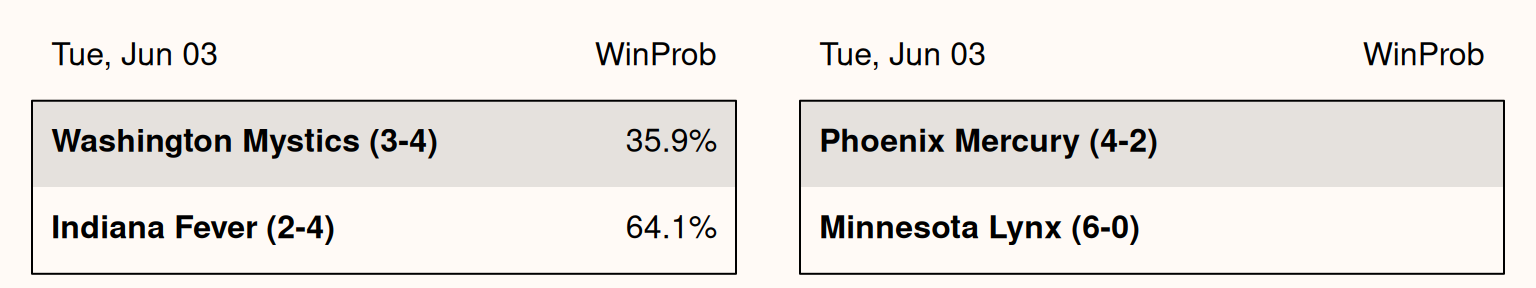 Tue, Jun 03 WinProb
Washington Mystics (3-4) 35.9%
Indiana Fever (2-4) 64.1%
Tue, Jun 03 WinProb
Phoenix Mercury (4-2)
Minnesota Lynx (6-0)